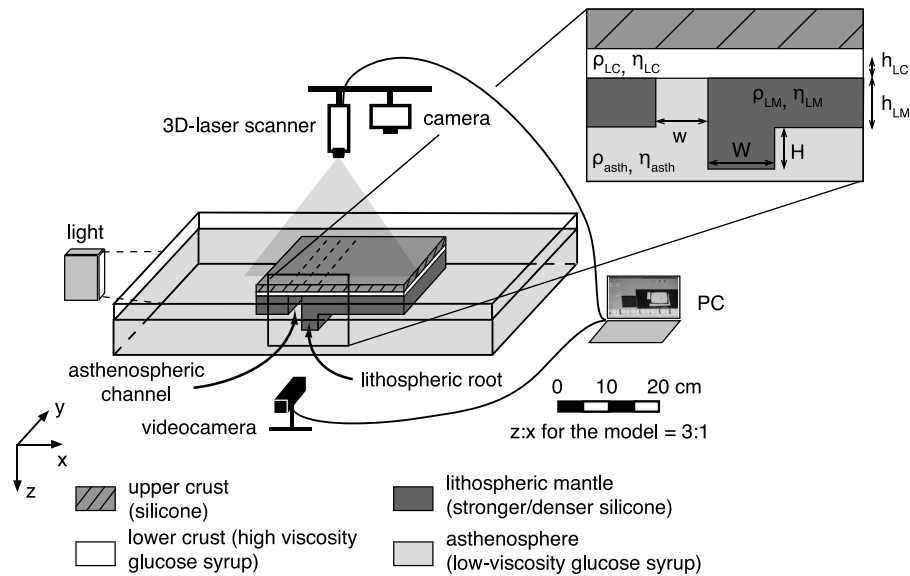 3D-laser scanner
camera
light
ρLC, ηLC
hLC
ρLM, ηLM
hLM
w
W
H
ρasth, ηasth
PC
asthenospheric
channel
lithospheric root
videocamera
0 10 20 cm
z:x for the model = 3:1
y
x
z
upper crust
(silicone)
lower crust (high viscosity
glucose syrup)
lithospheric mantle
(stronger/denser silicone)
asthenosphere
(low-viscosity glucose syrup)